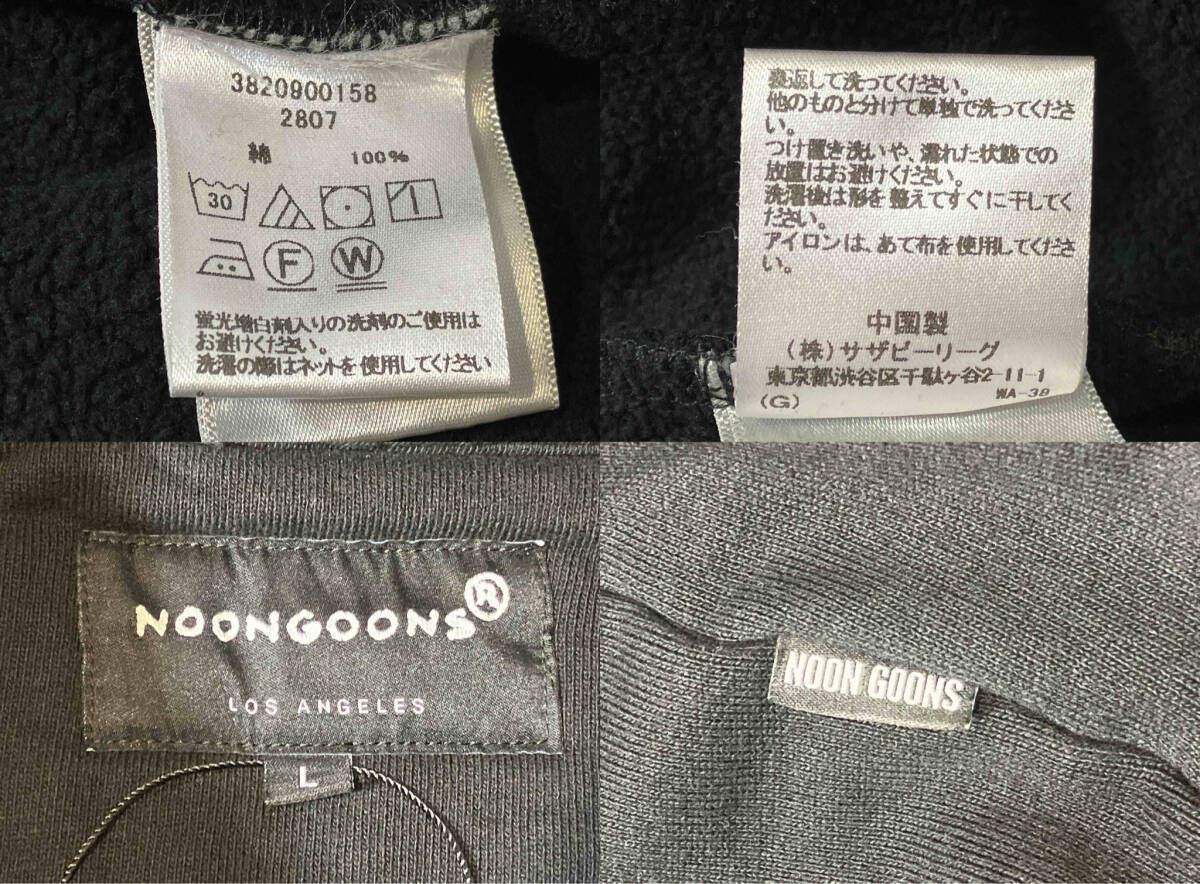 3820900158
2807
綿 100%
30
F W
蛍光増白剤入りの洗剤のご使用は
お避けください。
洗濯の際はネットを使用してください
。
裏返して洗ってください。
他のものと分けて単独で洗ってくださ
い。
つけ置き洗いや、濡れた状態での
放置はお避けください。
洗濯後は形を整えてすぐに干してく
ださい。
アイロンは、あて布を使用してくださ
い。
中国製
(株)サザビーリーグ
東京都渋谷区千駄ヶ谷2-11-1
(G) WA-38
NOONGOONS®
LOS ANGELES
L
NOON GOONS